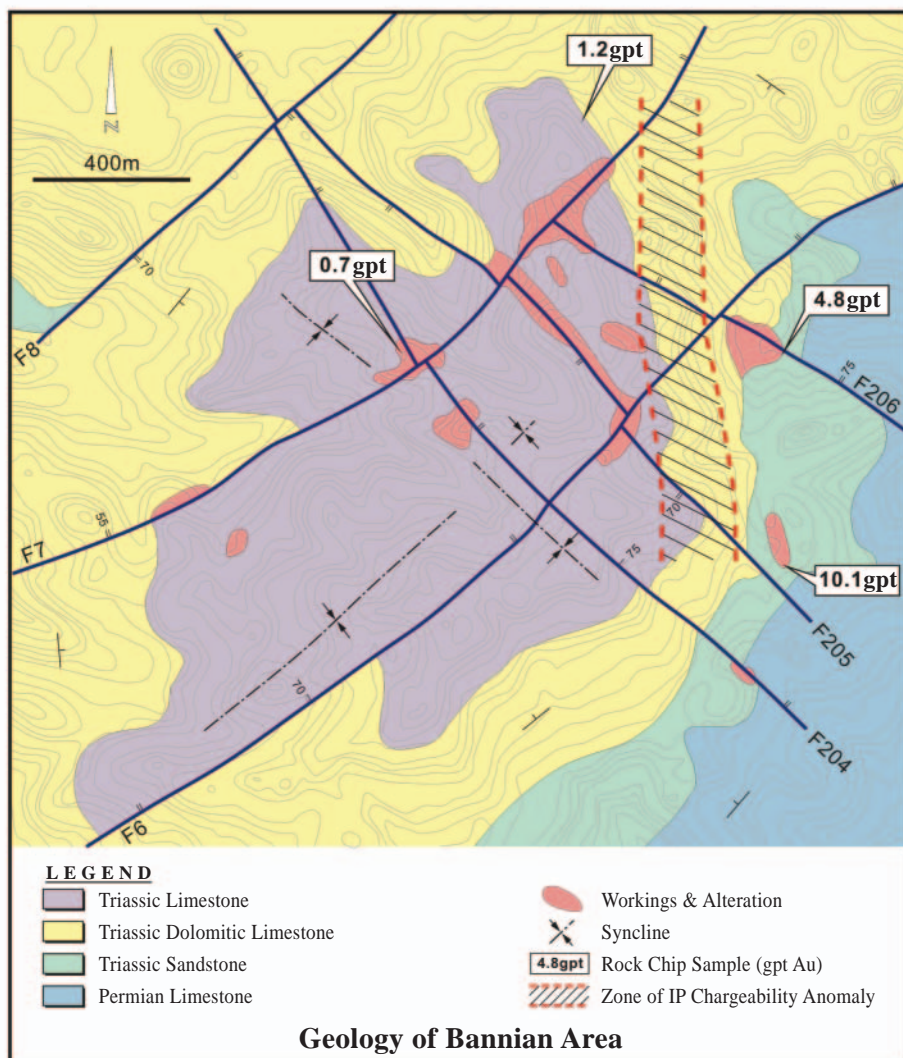 1.2gpt
N
400m
0.7gpt
4.8gpt
70
F8
75
F206
55
F7
70
75
10.1gpt
F205
70
F204
F6
LEGEND
Triassic Limestone
Triassic Dolomitic Limestone
Triassic Sandstone
Permian Limestone
Workings & Alteration
Syncline
4.8gpt Rock Chip Sample (gpt Au)
Zone of IP Chargeability Anomaly
Geology of Bannian Area